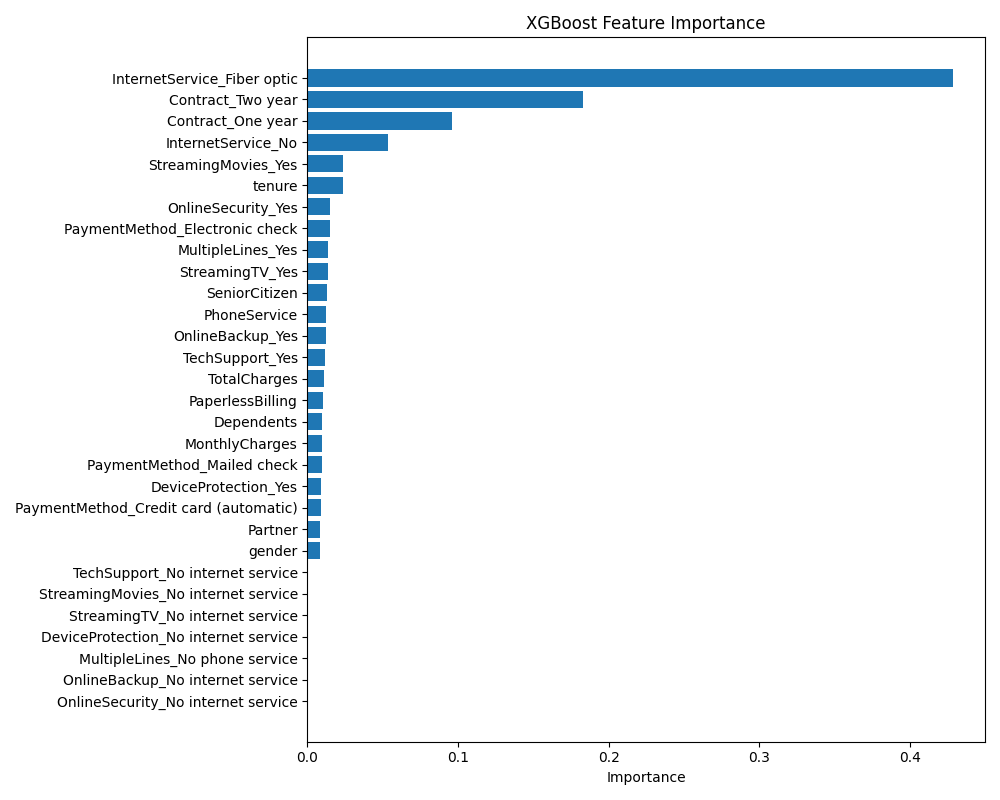 XGBoost Feature Importance
InternetService_Fiber optic
Contract_Two year
Contract_One year
InternetService_No
StreamingMovies_Yes
tenure
OnlineSecurity_Yes
PaymentMethod_Electronic check
MultipleLines_Yes
StreamingTV_Yes
SeniorCitizen
PhoneService
OnlineBackup_Yes
TechSupport_Yes
TotalCharges
PaperlessBilling
Dependents
MonthlyCharges
PaymentMethod_Mailed check
DeviceProtection_Yes
PaymentMethod_Credit card (automatic)
Partner
gender
TechSupport_No internet service
StreamingMovies_No internet service
StreamingTV_No internet service
DeviceProtection_No internet service
MultipleLines_No phone service
OnlineBackup_No internet service
OnlineSecurity_No internet service
0.0 0.1 0.2 0.3 0.4
Importance